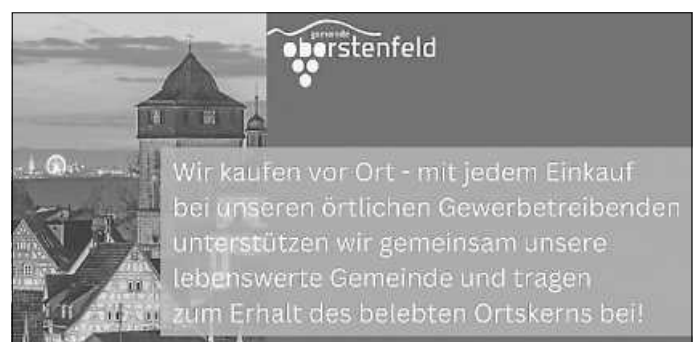 gemeinde
oberstenfeld
Wir kaufen vor Ort - mit jedem Einkauf
bei unseren örtlichen Gewerbetreibenden
unterstützen wir gemeinsam unsere
lebenswerte Gemeinde und tragen
zum Erhalt des belebten Ortskerns bei!